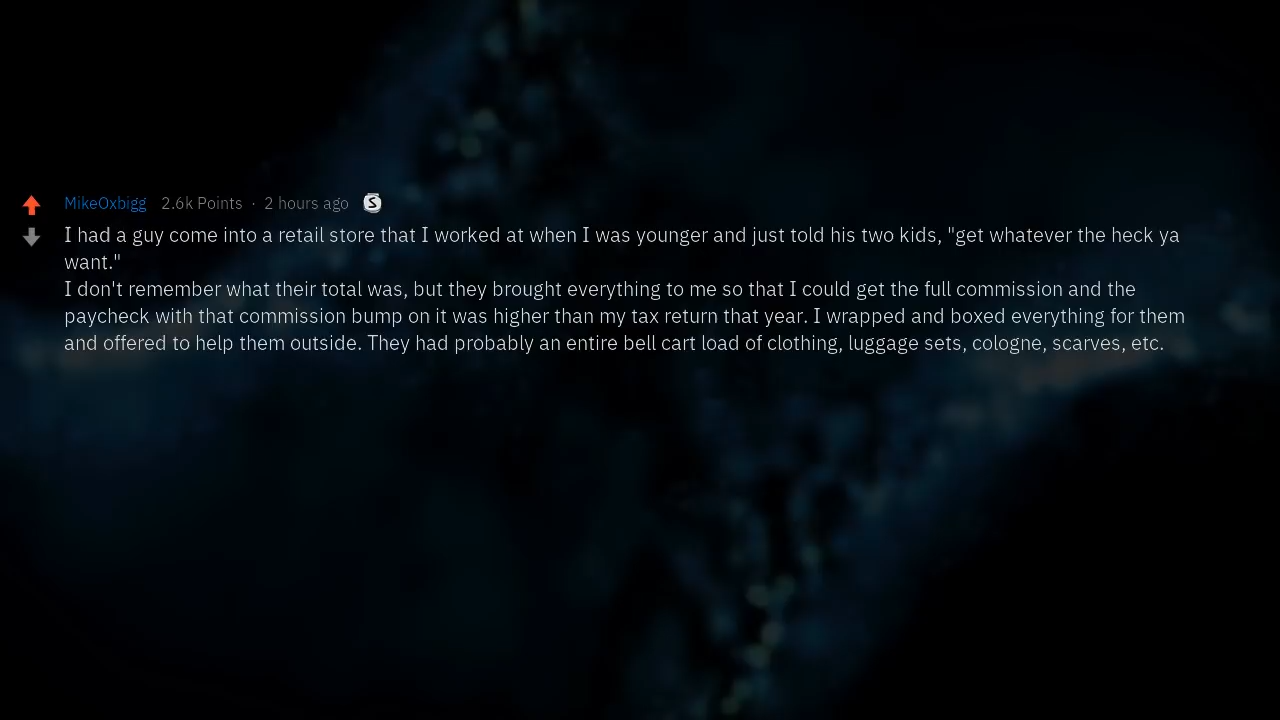 MikeOxbigg 2.6k Points · 2 hours ago S
I had a guy come into a retail store that I worked at when I was younger and just told his two kids, "get whatever the heck ya
want."
I don't remember what their total was, but they brought everything to me so that I could get the full commission and the
paycheck with that commission bump on it was higher than my tax return that year. I wrapped and boxed everything for them
and offered to help them outside. They had probably an entire bell cart load of clothing, luggage sets, cologne, scarves, etc.